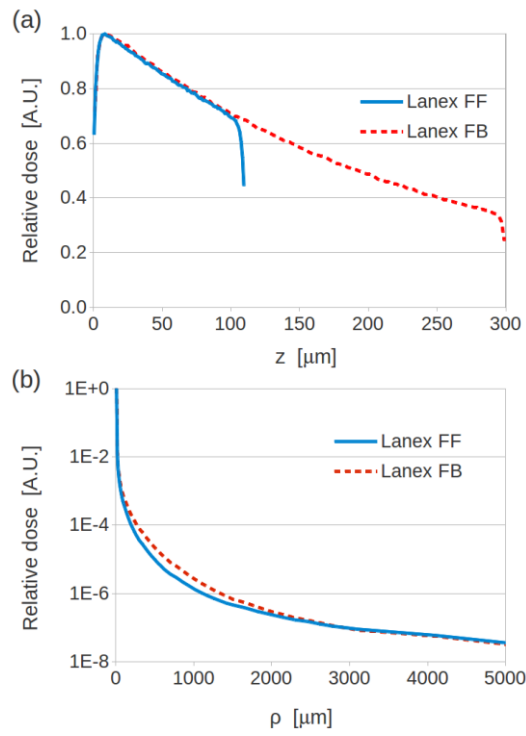 (a)
Relative dose [A.U.]
1.0
0.8
0.6
0.4
0.2
0.0
Lanex FF
Lanex FB
0 50 100 150 200 250 300
z [μm]
(b)
Relative dose [A.U.]
1E+0
1E-2
1E-4
1E-6
1E-8
Lanex FF
Lanex FB
0 1000 2000 3000 4000 5000
ρ [μm]